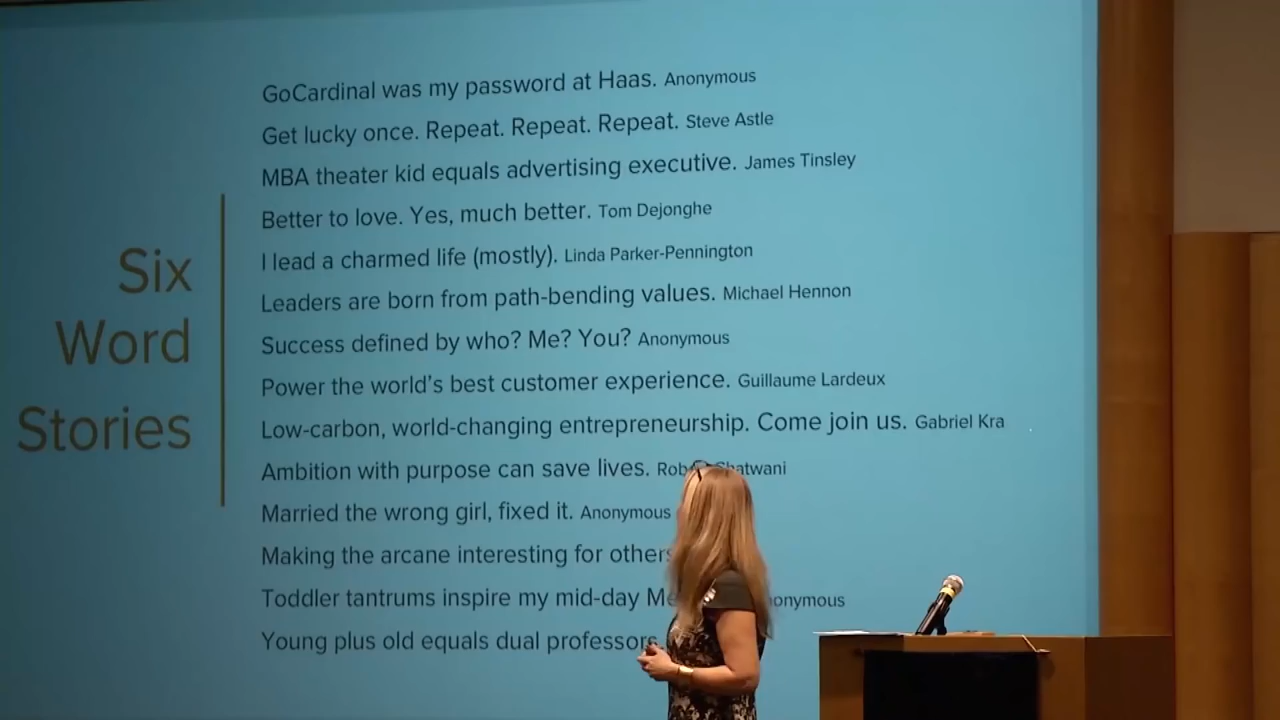 Six
Word
Stories
GoCardinal was my password at Haas. Anonymous
Get lucky once. Repeat. Repeat. Repeat. Steve Astle
MBA theater kid equals advertising executive. James Tinsley
Better to love. Yes, much better. Tom Dejonghe
I lead a charmed life (mostly). Linda Parker-Pennington
Leaders are born from path-bending values. Michael Hennon
Success defined by who? Me? You? Anonymous
Power the world's best customer experience. Guillaume Lardeux
Low-carbon, world-changing entrepreneurship. Come join us. Gabriel Kra
Ambition with purpose can save lives.
Married the wrong girl, fixed it. Anonymous
Making the arcane interesting for others
Toddler tantrums inspire my mid-day
Young plus old equals dual professors